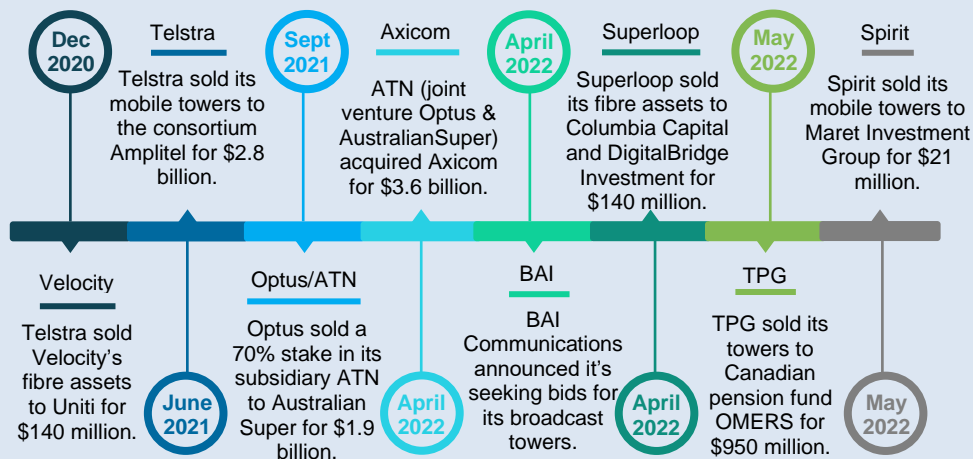 Dec
2020
Velocity
Telstra sold
Velocity's
fibre assets
to Uniti for
$140 million.
Telstra
Telstra sold its
mobile towers to
the consortium
Amplitel for $2.8
billion.
June
2021
Sept
2021
Optus/ATN
Optus sold a
70% stake in its
subsidiary ATN
to Australian
Super for $1.9
billion.
Axicom
ATN (joint
venture Optus &
AustralianSuper)
acquired Axicom
for $3.6 billion.
April
2022
April
2022
BAI
BAI
Communications
announced it's
seeking bids for
its broadcast
towers.
Superloop
Superloop sold
its fibre assets to
Columbia Capital
and DigitalBridge
Investment for
$140 million.
April
2022
May
2022
TPG
TPG sold its
towers to
Canadian
pension fund
OMERS for
$950 million.
Spirit
Spirit sold its
mobile towers to
Maret Investment
Group for $21
million.
May
2022